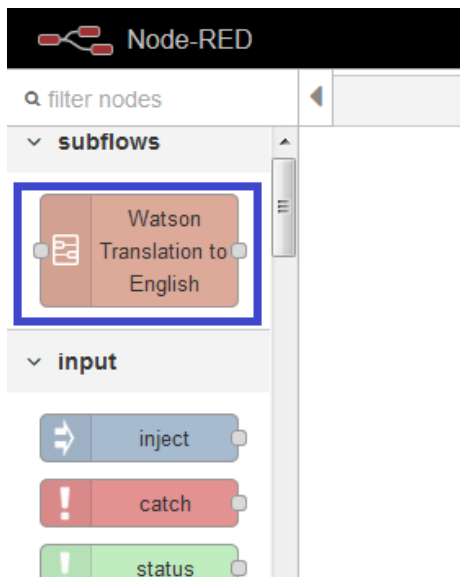 Node-RED
filter nodes
subflows
Watson
Translation to
English
input
inject
catch
status